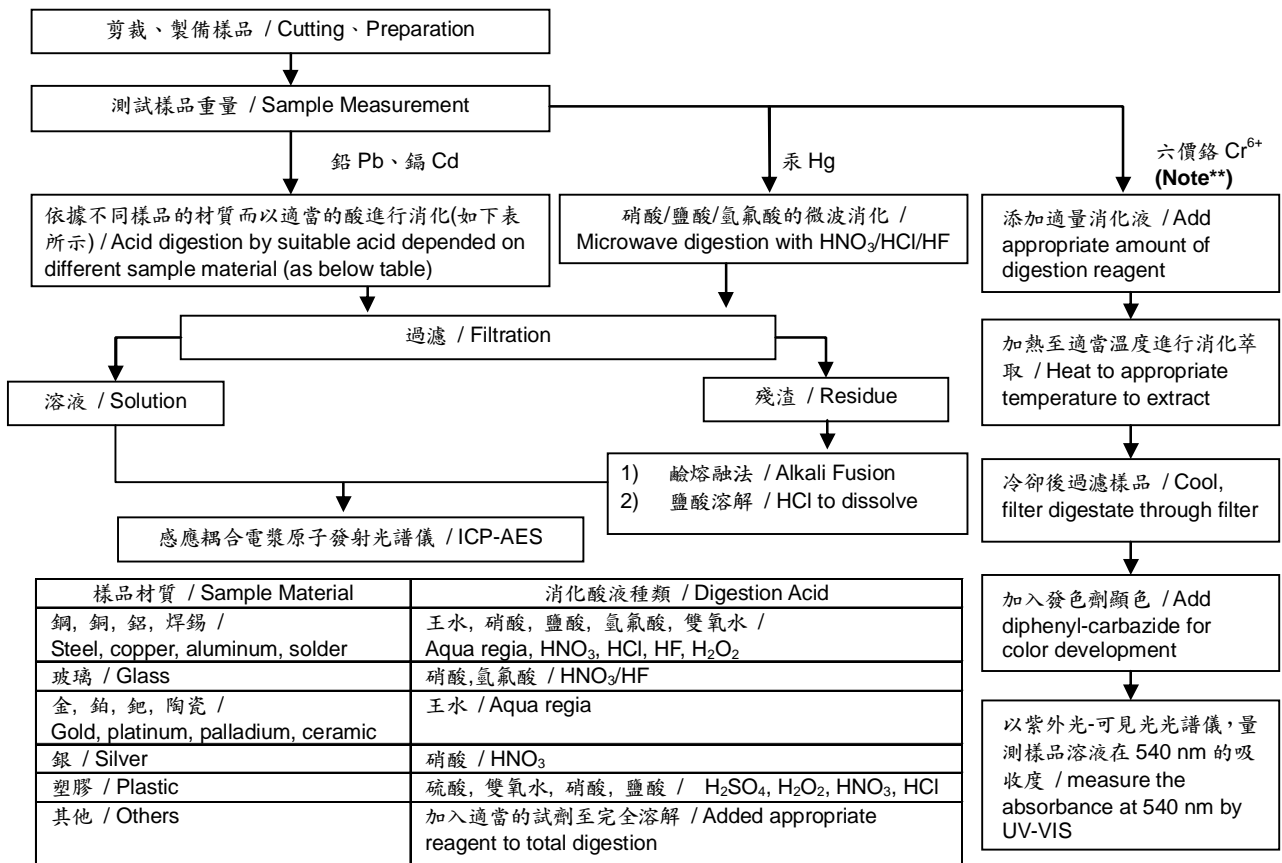 剪裁、製備樣品 / Cutting、Preparation
測試樣品重量 / Sample Measurement
鉛 Pb、鎘 Cd
汞 Hg
六價鉻 Cr⁶⁺
(Note**)
依據不同樣品的材質而以適當的酸進行消化(如下表
所示) / Acid digestion by suitable acid depended on
different sample material (as below table)
硝酸/鹽酸/氫氟酸的微波消化 /
Microwave digestion with HNO₃/HCl/HF
添加適量消化液 / Add
appropriate amount of
digestion reagent
過濾 / Filtration
加熱至適當溫度進行消化萃
取 / Heat to appropriate
temperature to extract
溶液 / Solution
殘渣 / Residue
1) 鹼熔融法 / Alkali Fusion
2) 鹽酸溶解 / HCl to dissolve
冷卻後過濾樣品 / Cool,
filter digestate through filter
感應耦合電漿原子發射光譜儀 / ICP-AES
加入發色劑顯色 / Add
diphenyl-carbazide for
color development
以紫外光-可見光光譜儀,量
測樣品溶液在 540 nm 的吸
收度 / measure the
absorbance at 540 nm by
UV-VIS
樣品材質 / Sample Material
消化酸液種類 / Digestion Acid
鋼, 銅, 鋁, 焊錫 /
Steel, copper, aluminum, solder
王水, 硝酸, 鹽酸, 氫氟酸, 雙氧水 /
Aqua regia, HNO₃, HCl, HF, H₂O₂
玻璃 / Glass
硝酸,氫氟酸 / HNO₃/HF
金, 鉑, 鈀, 陶瓷 /
Gold, platinum, palladium, ceramic
王水 / Aqua regia
銀 / Silver
硝酸 / HNO₃
塑膠 / Plastic
硫酸, 雙氧水, 硝酸, 鹽酸 / H₂SO₄, H₂O₂, HNO₃, HCl
其他 / Others
加入適當的試劑至完全溶解 / Added appropriate
reagent to total digestion